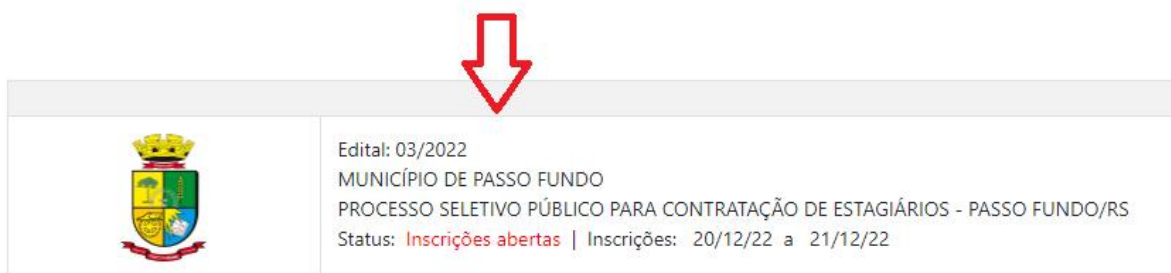 Edital: 03/2022
MUNICÍPIO DE PASSO FUNDO
PROCESSO SELETIVO PÚBLICO PARA CONTRATAÇÃO DE ESTAGIÁRIOS - PASSO FUNDO/RS
Status: Inscrições abertas | Inscrições: 20/12/22 a 21/12/22